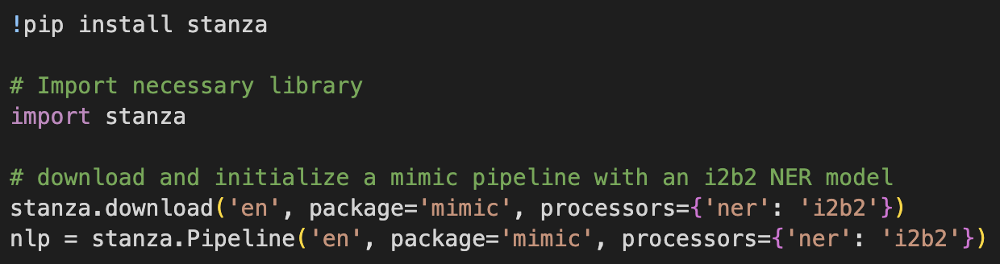 !pip install stanza
# Import necessary library
import stanza
# download and initialize a mimic pipeline with an i2b2 NER model
stanza.download('en', package='mimic', processors={'ner': 'i2b2'})
nlp = stanza.Pipeline('en', package='mimic', processors={'ner': 'i2b2'})